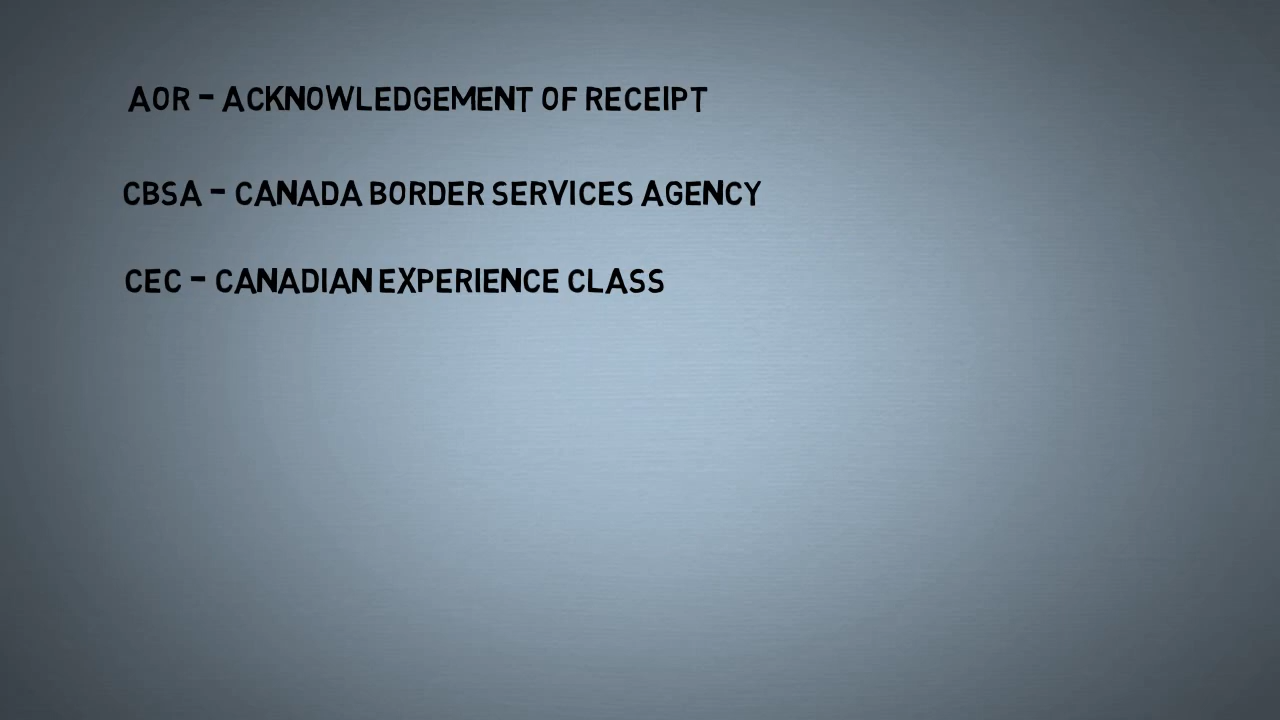 AOR - ACKNOWLEDGEMENT OF RECEIPT
CBSA - CANADA BORDER SERVICES AGENCY
CEC - CANADIAN EXPERIENCE CLASS